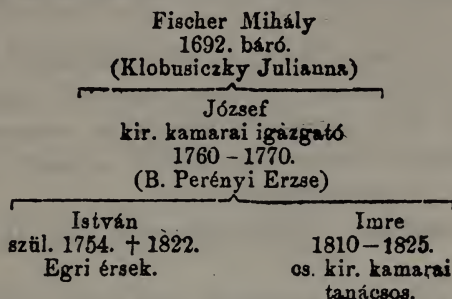 Fischer Mihály
1692. báró.
(Klobusiczky Julianna)
József
kir. kamarai igazgató
1760–1770.
(B. Perényi Erzse)
István
szül. 1754. † 1822.
Egri érsek.
Imre
1810–1825.
cs. kir. kamarai
tanácsos.